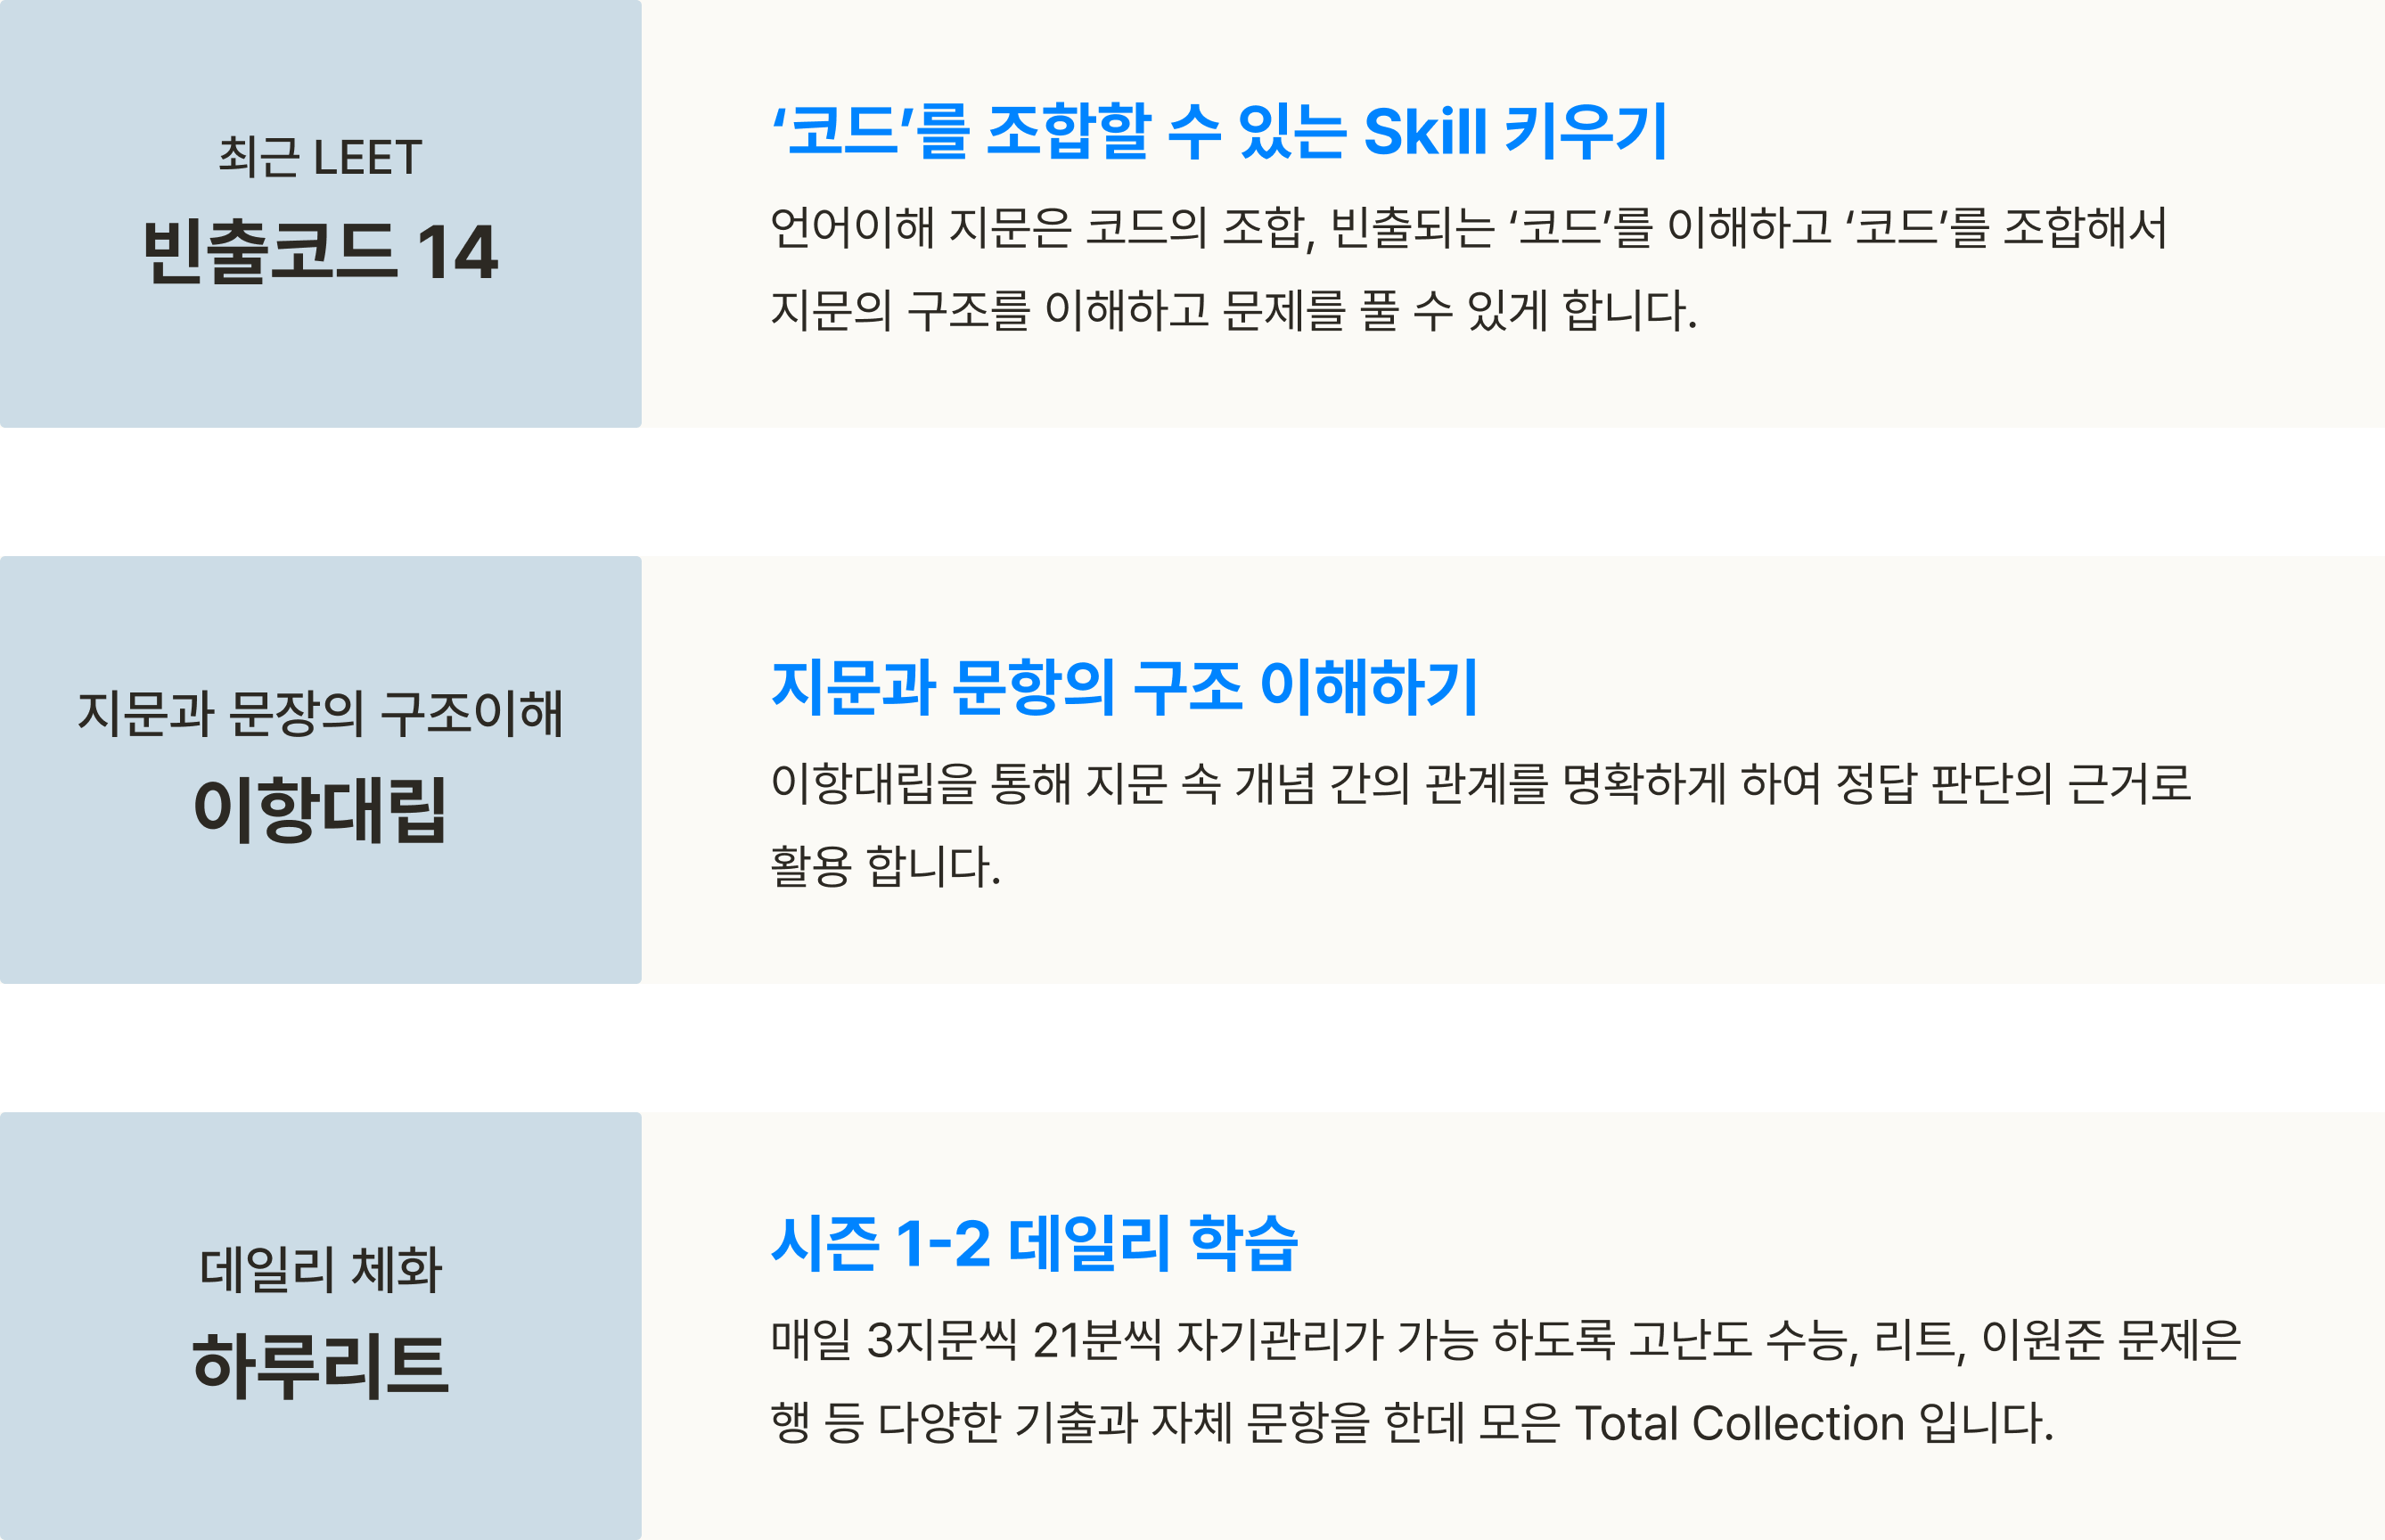 최근 LEET
빈출코드 14
‘코드’를 조합할 수 있는 Skill 키우기
언어이해 지문은 코드의 조합, 빈출되는 ‘코드’를 이해하고 ‘코드’를 조합해서
지문의 구조를 이해하고 문제를 풀 수 있게 합니다.
지문과 문장의 구조이해
이항대립
지문과 문항의 구조 이해하기
이항대립을 통해 지문 속 개념 간의 관계를 명확하게 하여 정답 판단의 근거로
활용 합니다.
데일리 체화
하루리트
시즌 1-2 데일리 학습
매일 3지문씩 21분씩 자기관리가 가능 하도록 고난도 수능, 리트, 이원준 문제은
행 등 다양한 기출과 자체 문항을 한데 모은 Total Collection 입니다.